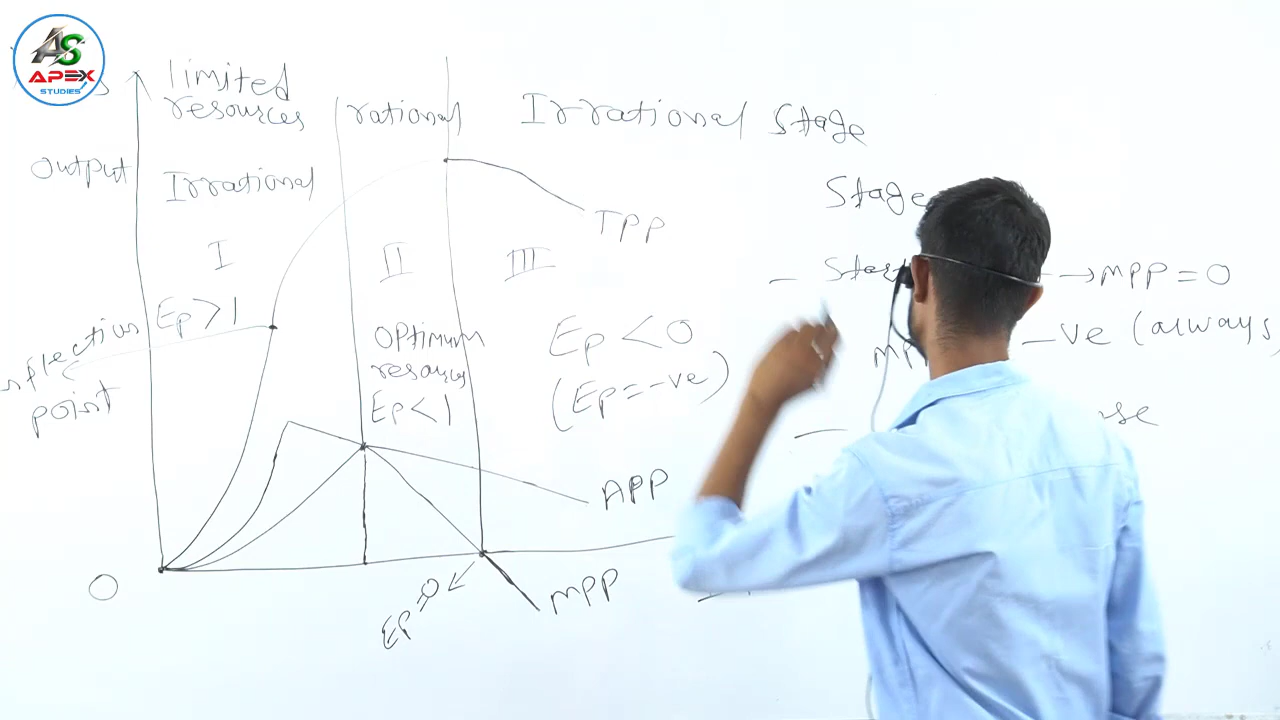 AS
APEX
STUDIES
limited
resources
rational
Irrational Stage
output
Irrational
Stage
TPP
I
II
III
→ MPP = 0
Ep>1
-ve (always
inflection
point
optimum
resources
Ep<1
Ep < 0
(Ep = -ve)
APP
O
Ep = 0
MPP